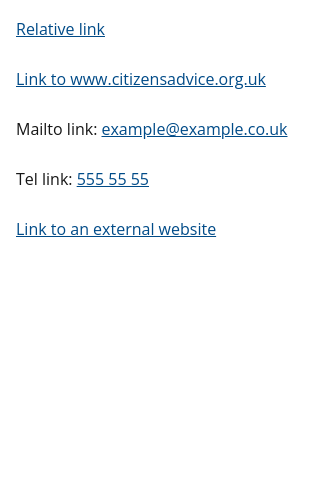 Relative link
Link to www.citizensadvice.org.uk
Mailto link: example@example.co.uk
Tel link: 555 55 55
Link to an external website